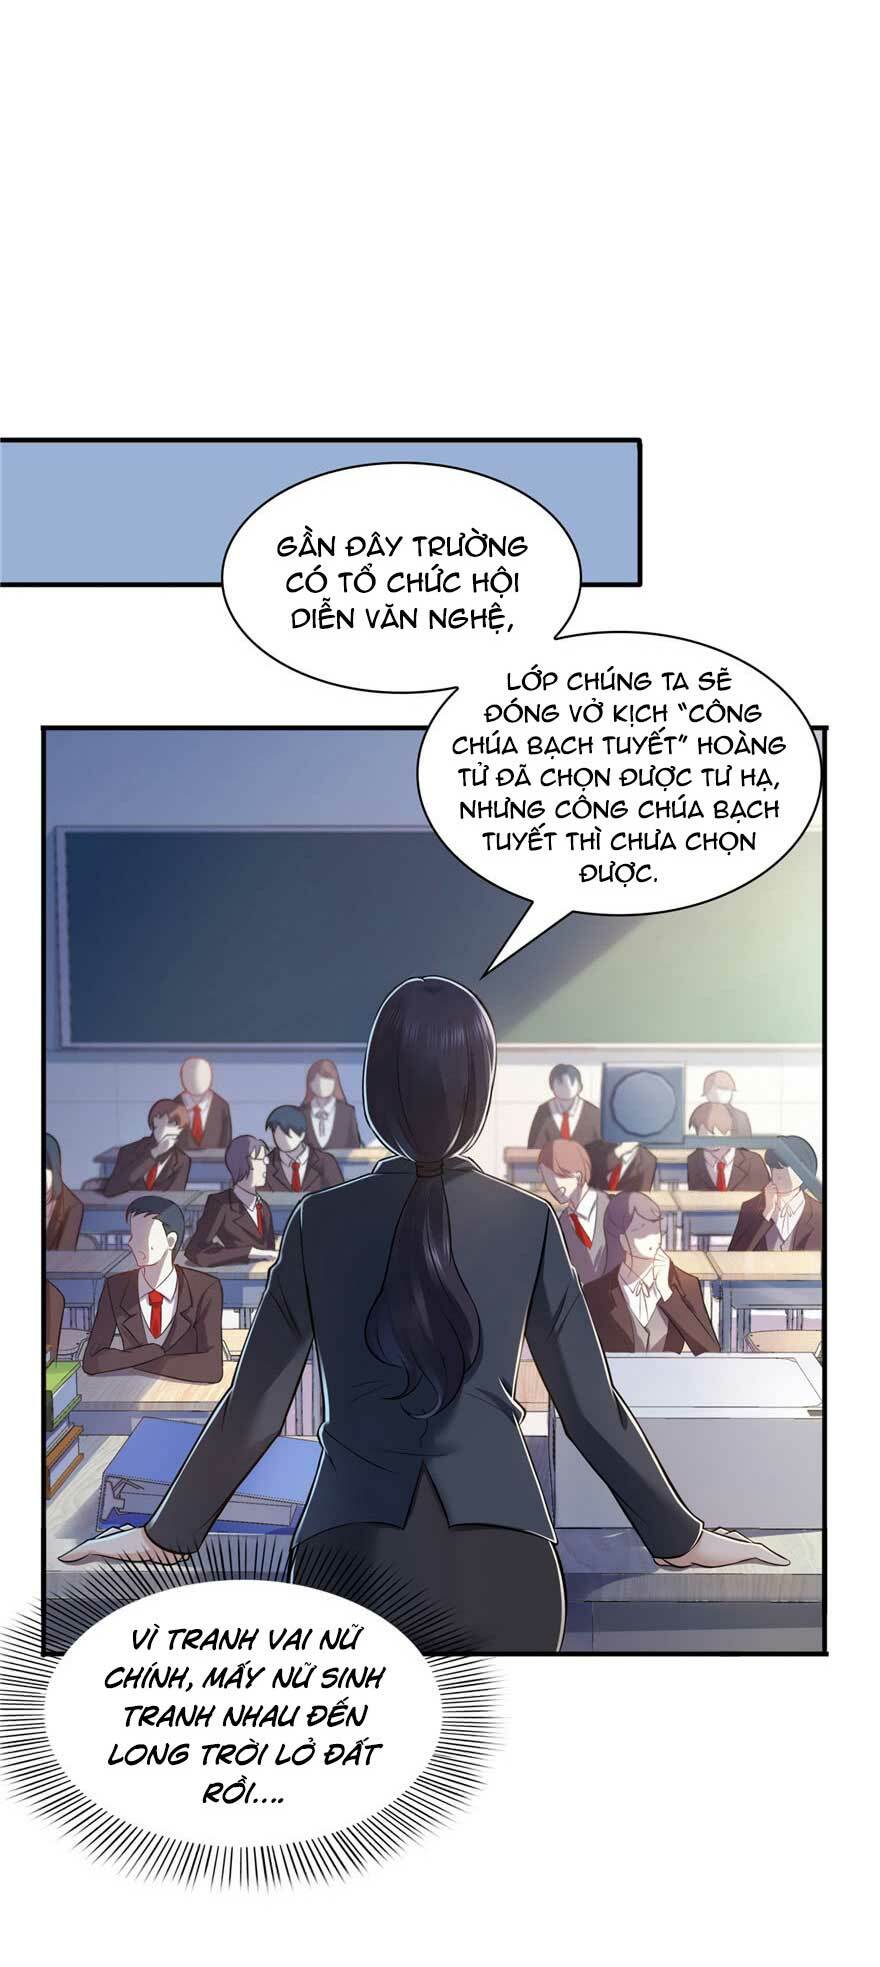 GẦN ĐÂY TRƯỜNG
CÓ TỔ CHỨC HỘI
DIỄN VĂN NGHỆ,
LỚP CHÚNG TA SẼ
ĐÓNG VỞ KỊCH “CÔNG
CHÚA BẠCH TUYẾT” HOÀNG
TỬ ĐÃ CHỌN ĐƯỢC TƯ HẠ,
NHƯNG CÔNG CHÚA BẠCH
TUYẾT THÌ CHƯA CHỌN
ĐƯỢC.
VÌ TRANH VAI NỮ
CHÍNH, MẤY NỮ SINH
TRANH NHAU ĐẾN
LONG TRỜI LỞ ĐẤT
RỒI....